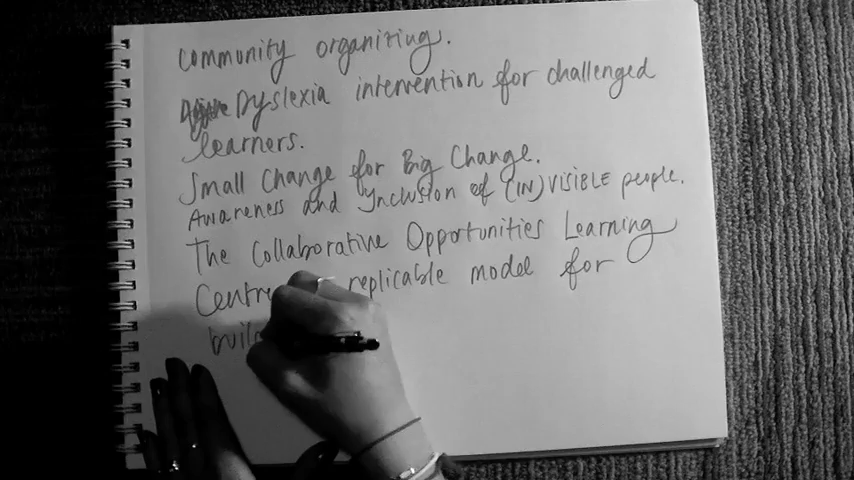 Community organizing.
Dyslexia intervention for challenged
learners.
Small Change for Big Change.
Awareness and Inclusion of (IN)VISIBLE people.
The Collaborative Opportunities Learning
Centre replicable model for